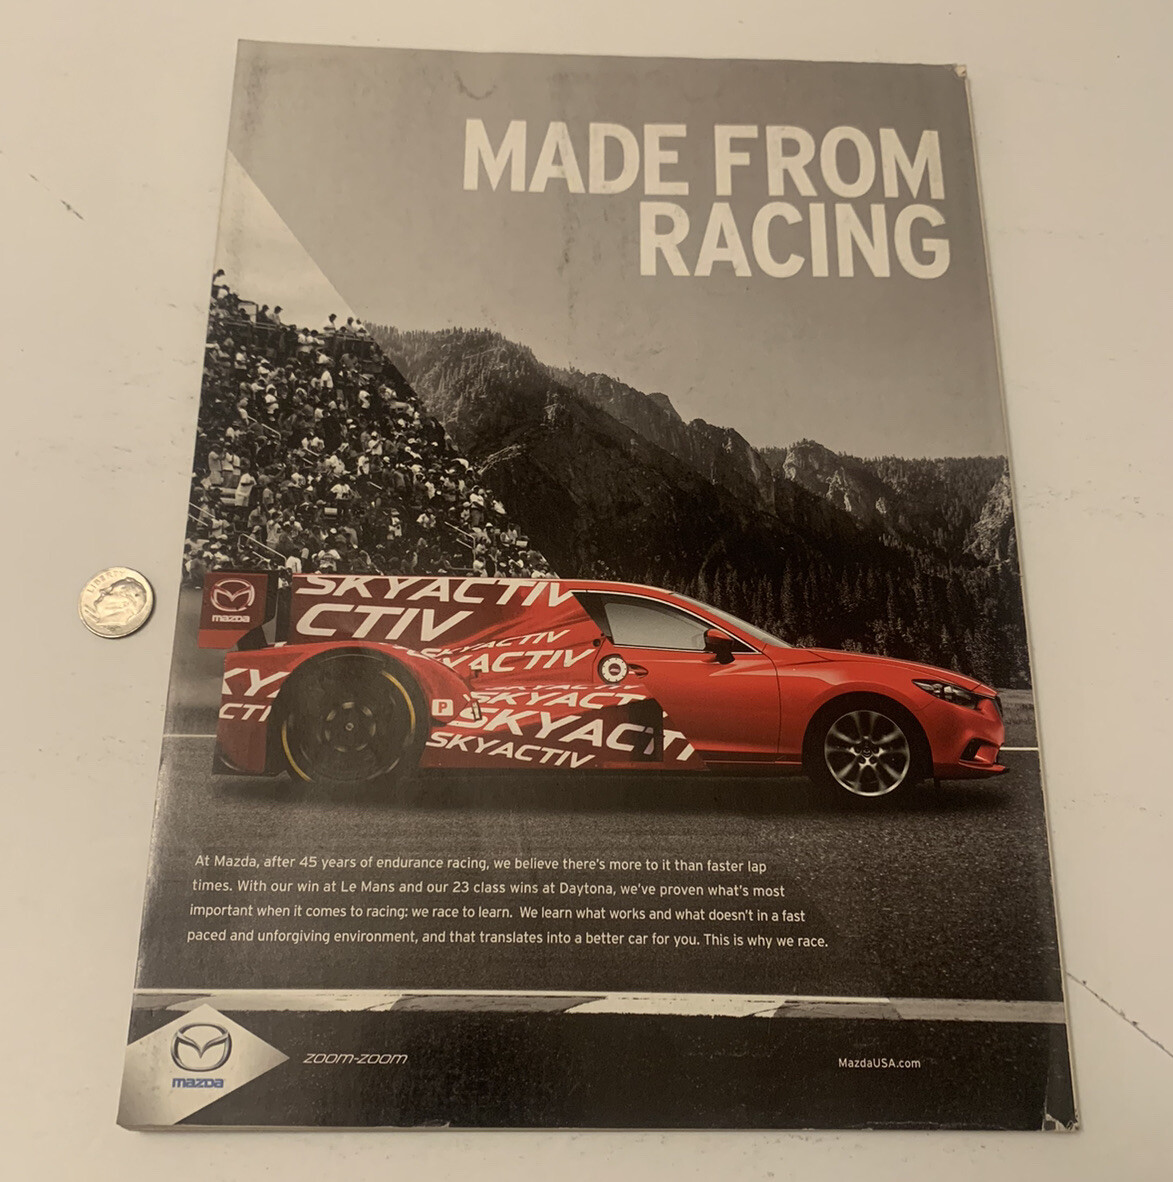 MADE FROM
RACING
LIBERTY
mazda
SKYACTIV
CTIV
SKYACTIV
SKYACTIV
SKYACTIV
P
SKYACTIV
SKYACTIV
CTI
At Mazda, after 45 years of endurance racing, we believe there's more to it than faster lap
times. With our win at Le Mans and our 23 class wins at Daytona, we've proven what's most
important when it comes to racing: we race to learn. We learn what works and what doesn't in a fast
paced and unforgiving environment, and that translates into a better car for you. This is why we race.
mazda
zoom-zoom
MazdaUSA.com